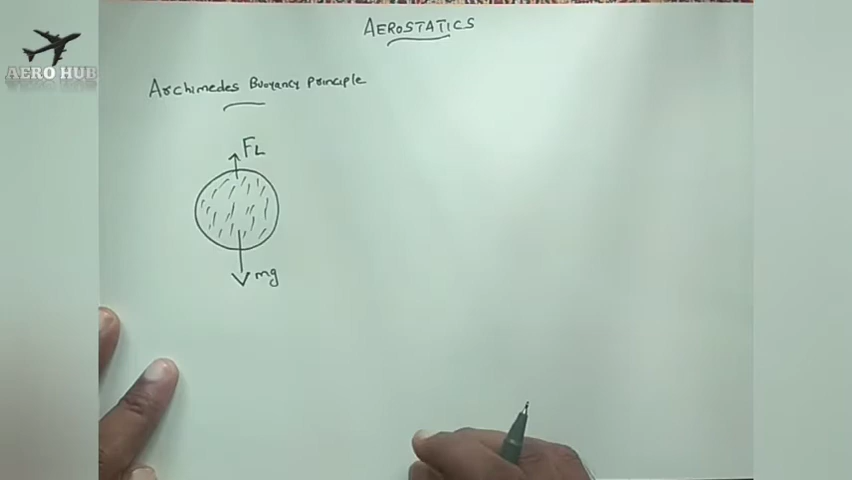 AEROSTATICS
AERO HUB
Archimedes Buoyancy Principle
FL
mg